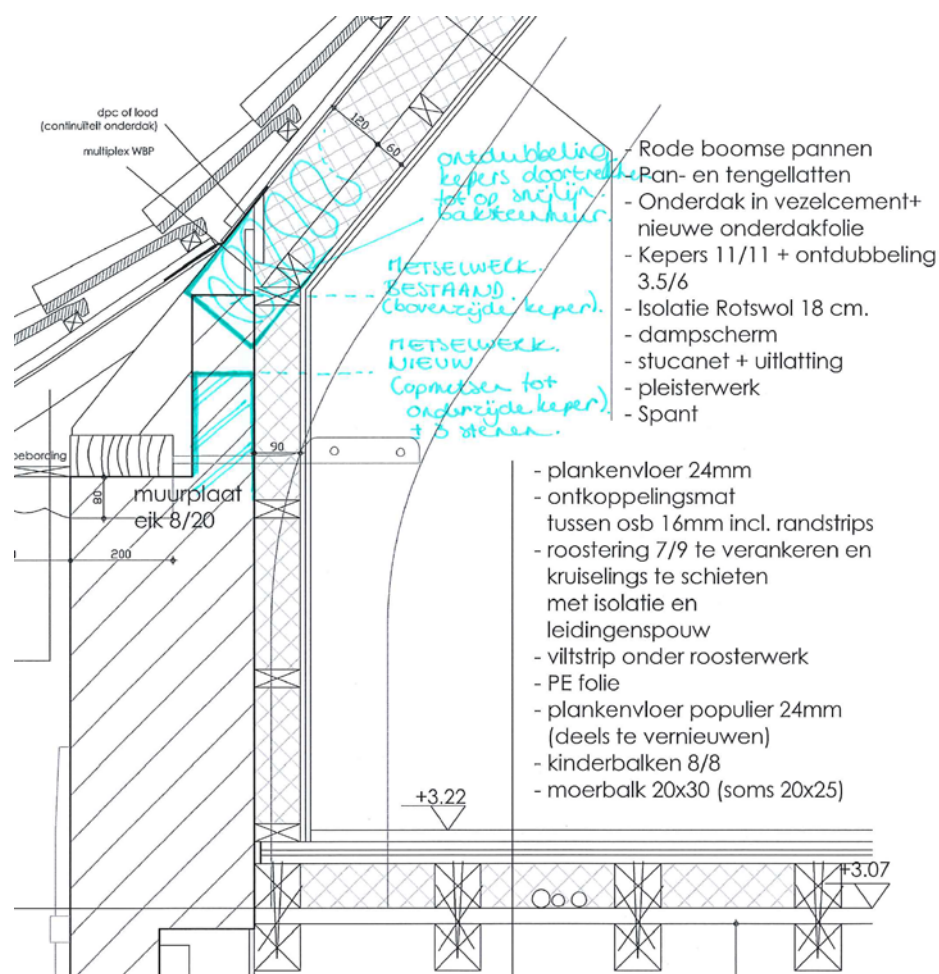 dpc of lood
(continuïteit onderdak)
multiplex WBP
120
60
ontdubbeling
kepers doortrekken
tot op snijlijn
baksteenmuur.
METSELWERK.
BESTAAND
(bovenzijde keper).
METSELWERK.
NIEUW
(opmetsen tot
onderzijde keper)
+ 3 stenen.
- Rode boomse pannen
- Pan- en tengellatten
- Onderdak in vezelcement+
nieuwe onderdakfolie
- Kepers 11/11 + ontdubbeling
3.5/6
- Isolatie Rotswol 18 cm.
- dampscherm
- stucanet + uitlatting
- pleisterwerk
- Spant
90
oebording
muurplaat
eik 8/20
80
200
- plankenvloer 24mm
- ontkoppelingsmat
tussen osb 16mm incl. randstrips
- roostering 7/9 te verankeren en
kruiselings te schieten
met isolatie en
leidingenspouw
- viltstrip onder roosterwerk
- PE folie
- plankenvloer populier 24mm
(deels te vernieuwen)
- kinderbalken 8/8
- moerbalk 20x30 (soms 20x25)
+3.22
+3.07